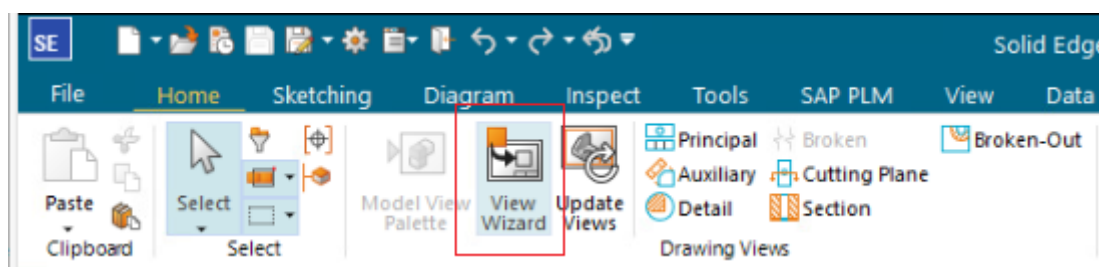 SE
Solid Edge
File Home Sketching Diagram Inspect Tools SAP PLM View Data
Principal Broken Broken-Out
Auxiliary Cutting Plane
Paste Select Model View View Update Detail Section
Palette Wizard Views
Clipboard Select Drawing Views